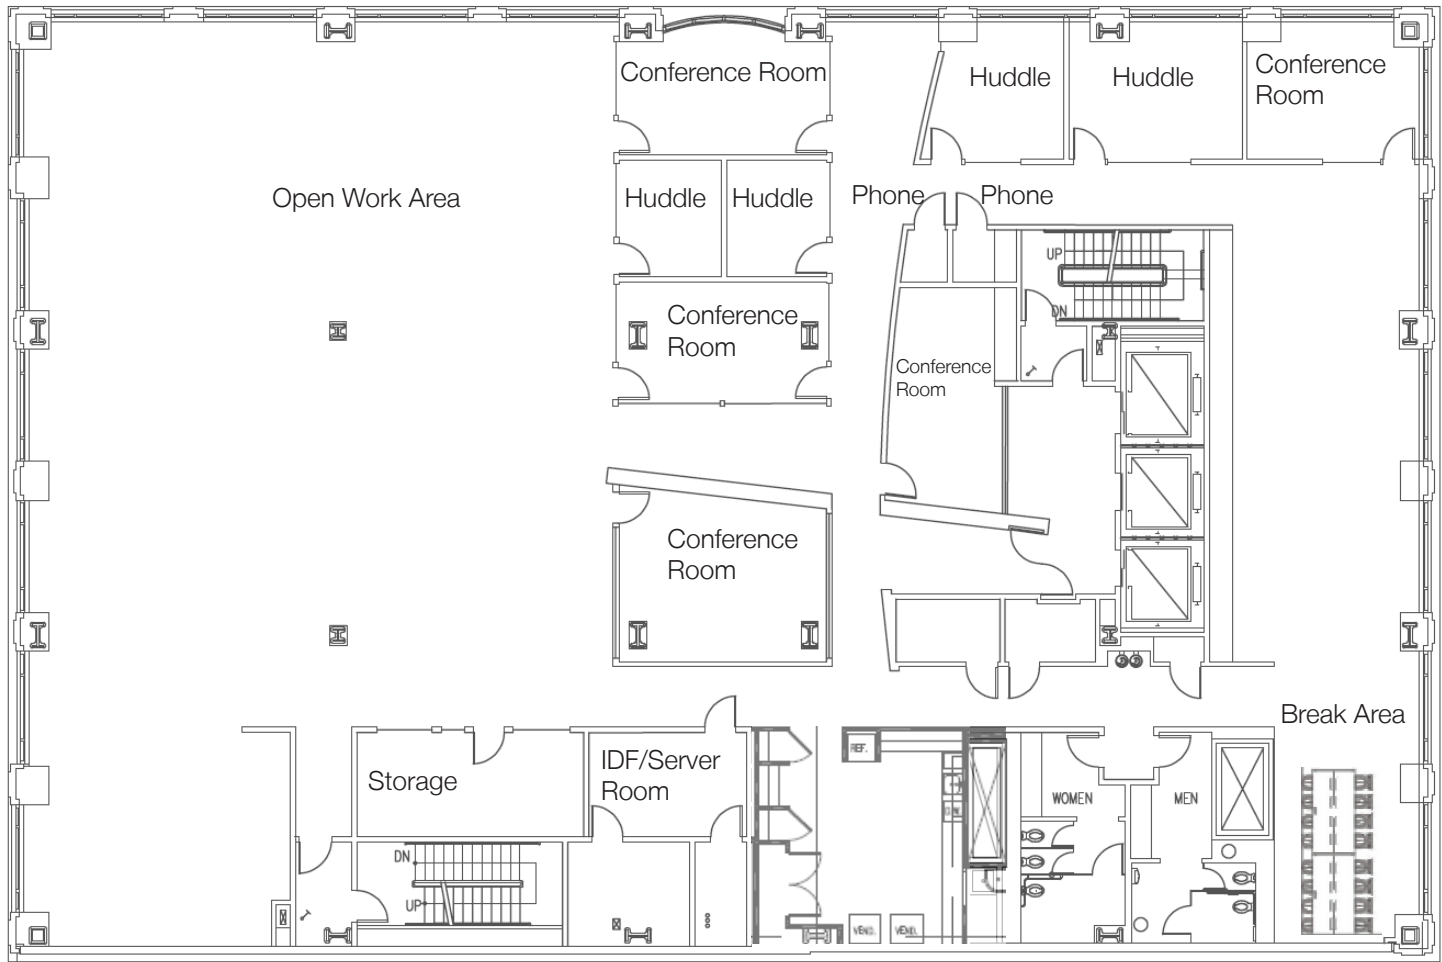 Conference Room
Huddle
Huddle
Conference
Room
Open Work Area
Huddle
Huddle
Phone
Phone
UP
DN
Conference
Room
Conference
Room
Conference
Room
Break Area
Storage
IDF/Server
Room
REF.
WOMEN
MEN
DN
UP
VEND.
VEND.